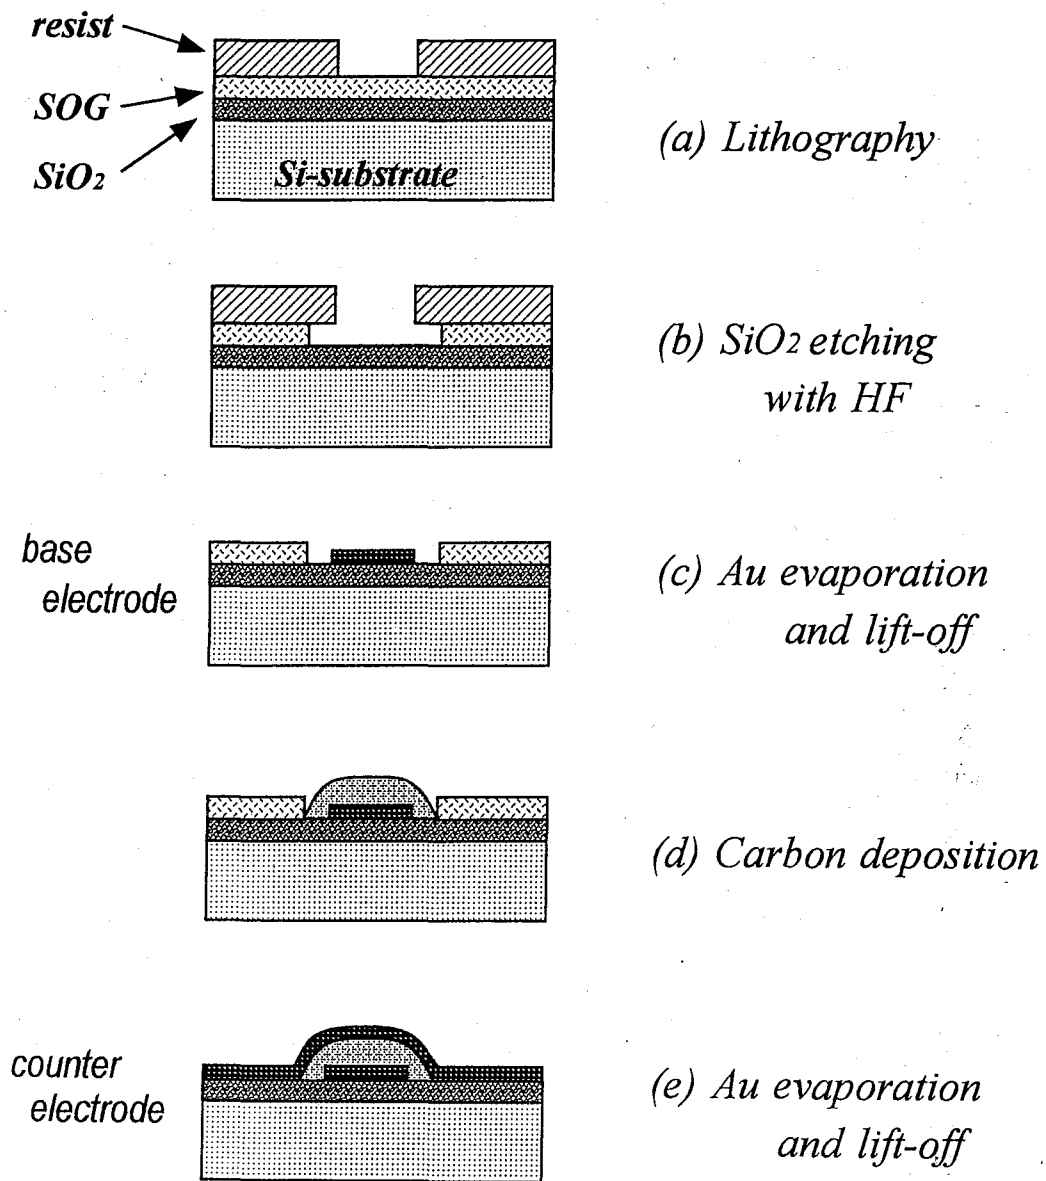 resist
SOG
SiO2
Si-substrate
(a) Lithography
(b) SiO2 etching
with HF
base
electrode
(c) Au evaporation
and lift-off
(d) Carbon deposition
counter
electrode
(e) Au evaporation
and lift-off